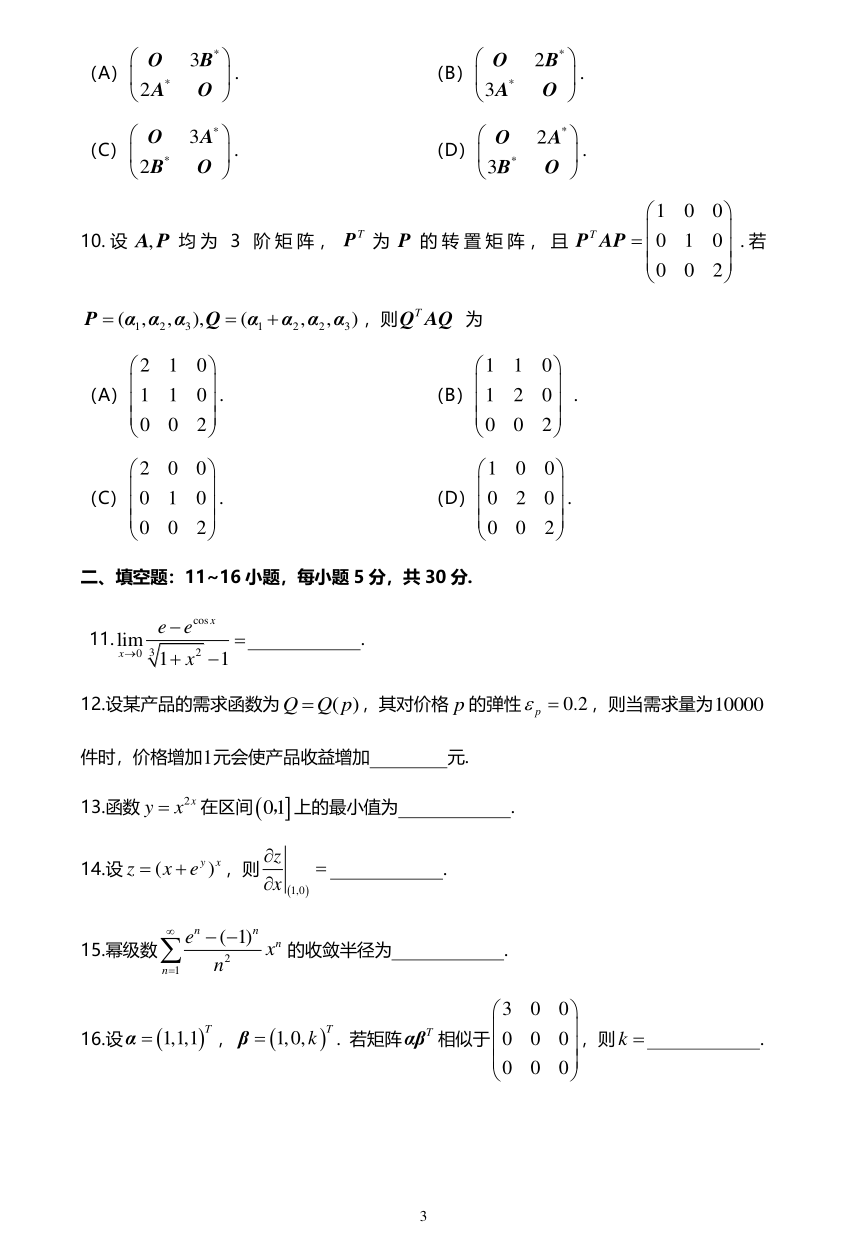 (A) $\begin{pmatrix} O & 3B^* \\ 2A^* & O \end{pmatrix}$. (B) $\begin{pmatrix} O & 2B^* \\ 3A^* & O \end{pmatrix}$.
(C) $\begin{pmatrix} O & 3A^* \\ 2B^* & O \end{pmatrix}$. (D) $\begin{pmatrix} O & 2A^* \\ 3B^* & O \end{pmatrix}$.
10. 设 $A,P$ 均为 3 阶矩阵，$P^T$ 为 $P$ 的转置矩阵，且 $P^TAP=\begin{pmatrix} 1 & 0 & 0 \\ 0 & 1 & 0 \\ 0 & 0 & 2 \end{pmatrix}$. 若
$P=(\alpha_1,\alpha_2,\alpha_3),Q=(\alpha_1+\alpha_2,\alpha_2,\alpha_3)$，则$Q^TAQ$ 为
(A) $\begin{pmatrix} 2 & 1 & 0 \\ 1 & 1 & 0 \\ 0 & 0 & 2 \end{pmatrix}$. (B) $\begin{pmatrix} 1 & 1 & 0 \\ 1 & 2 & 0 \\ 0 & 0 & 2 \end{pmatrix}$.
(C) $\begin{pmatrix} 2 & 0 & 0 \\ 0 & 1 & 0 \\ 0 & 0 & 2 \end{pmatrix}$. (D) $\begin{pmatrix} 1 & 0 & 0 \\ 0 & 2 & 0 \\ 0 & 0 & 2 \end{pmatrix}$.
二、填空题：11~16 小题，每小题 5 分，共 30 分.
11. $\lim_{x \to 0} \frac{e-e^{\cos x}}{\sqrt[3]{1+x^2}-1}=$ ____________.
12.设某产品的需求函数为 $Q=Q(p)$，其对价格 $p$ 的弹性 $\varepsilon_p=0.2$，则当需求量为10000
件时，价格增加1元会使产品收益增加________元.
13.函数 $y=x^{2x}$ 在区间$(0,1]$上的最小值为____________.
14.设 $z=(x+e^y)^x$，则 $\left.\frac{\partial z}{\partial x}\right|_{(1,0)}=$ ____________.
15.幂级数 $\sum_{n=1}^{\infty} \frac{e^n-(-1)^n}{n^2}x^n$ 的收敛半径为____________.
16.设$\alpha=(1,1,1)^T$，$\beta=(1,0,k)^T$. 若矩阵$\alpha\beta^T$ 相似于$\begin{pmatrix} 3 & 0 & 0 \\ 0 & 0 & 0 \\ 0 & 0 & 0 \end{pmatrix}$，则 $k=$ ____________.
3